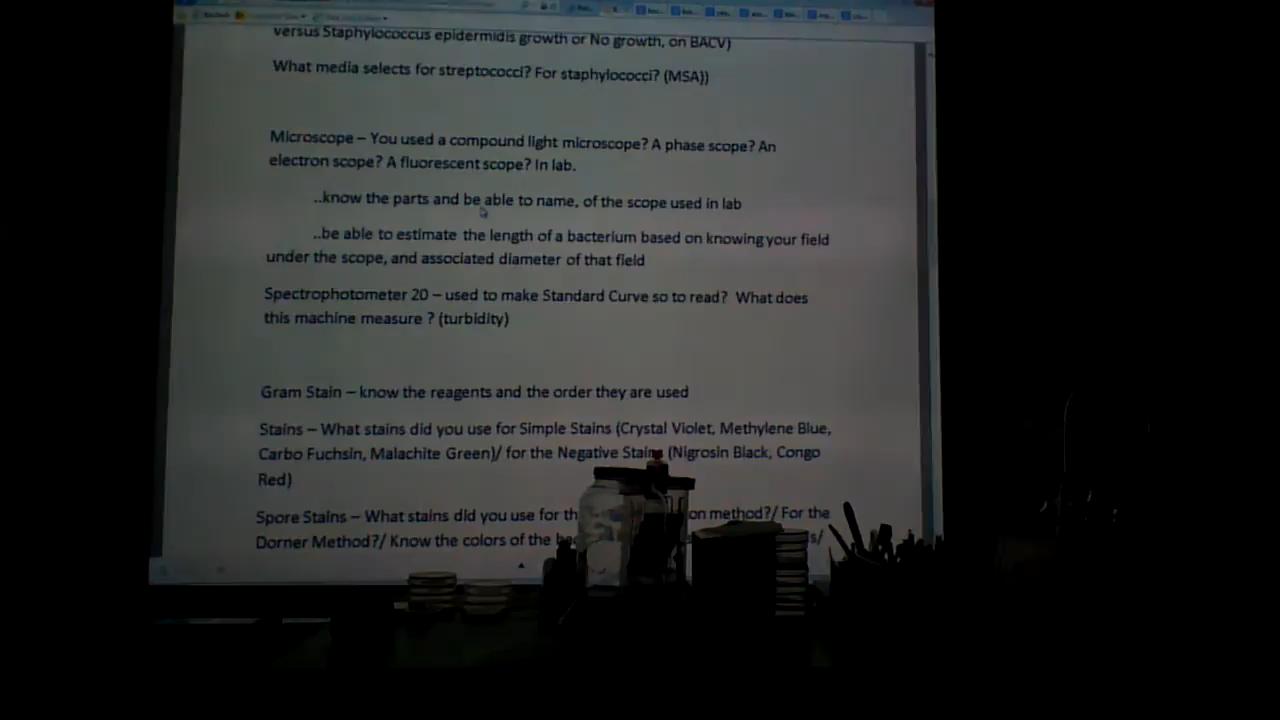 versus Staphylococcus epidermidis growth or No growth, on BACV)
What media selects for streptococci? For staphylococci? (MSA))
Microscope – You used a compound light microscope? A phase scope? An
electron scope? A fluorescent scope? In lab.
..know the parts and be able to name, of the scope used in lab
..be able to estimate the length of a bacterium based on knowing your field
under the scope, and associated diameter of that field
Spectrophotometer 20 – used to make Standard Curve so to read? What does
this machine measure ? (turbidity)
Gram Stain – know the reagents and the order they are used
Stains – What stains did you use for Simple Stains (Crystal Violet, Methylene Blue,
Carbo Fuchsin, Malachite Green)/ for the Negative Stains (Nigrosin Black, Congo
Red)
Spore Stains – What stains did you use for th on method?/ For the
Dorner Method?/ Know the colors of the s/